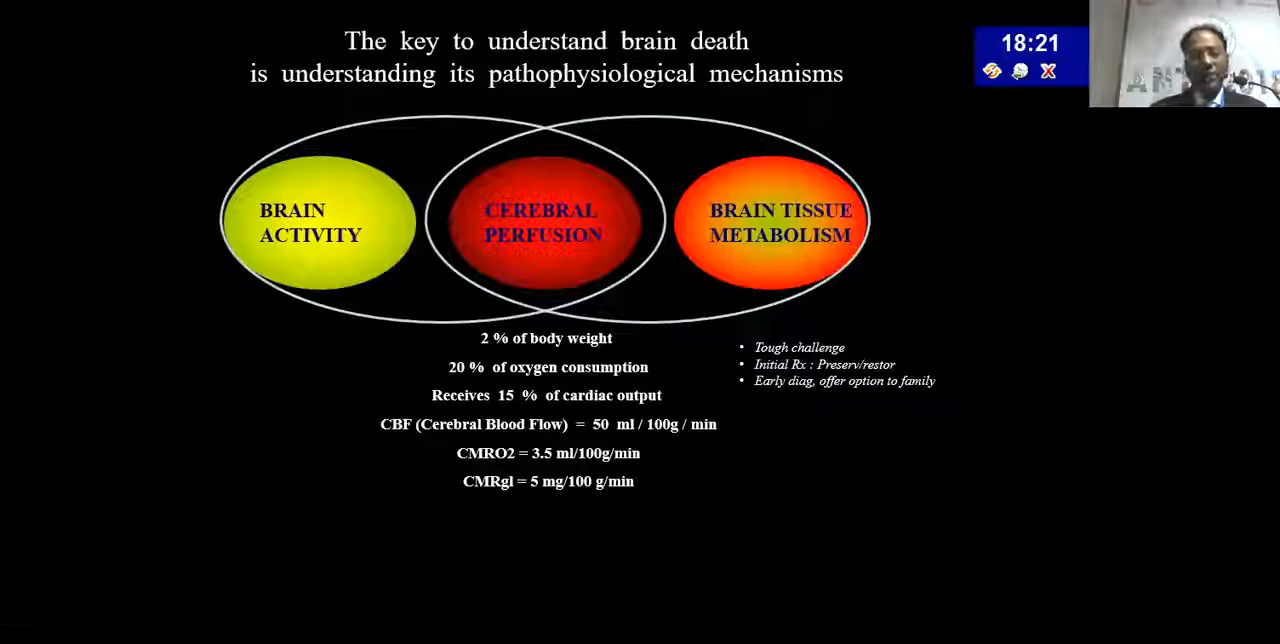 The key to understand brain death
is understanding its pathophysiological mechanisms
18:21
BRAIN
ACTIVITY
CEREBRAL
PERFUSION
BRAIN TISSUE
METABOLISM
2 % of body weight
20 % of oxygen consumption
Receives 15 % of cardiac output
CBF (Cerebral Blood Flow) = 50 ml / 100g / min
CMRO2 = 3.5 ml/100g/min
CMRgl = 5 mg/100 g/min
• Tough challenge
• Initial Rx : Preserv/restor
• Early diag, offer option to family